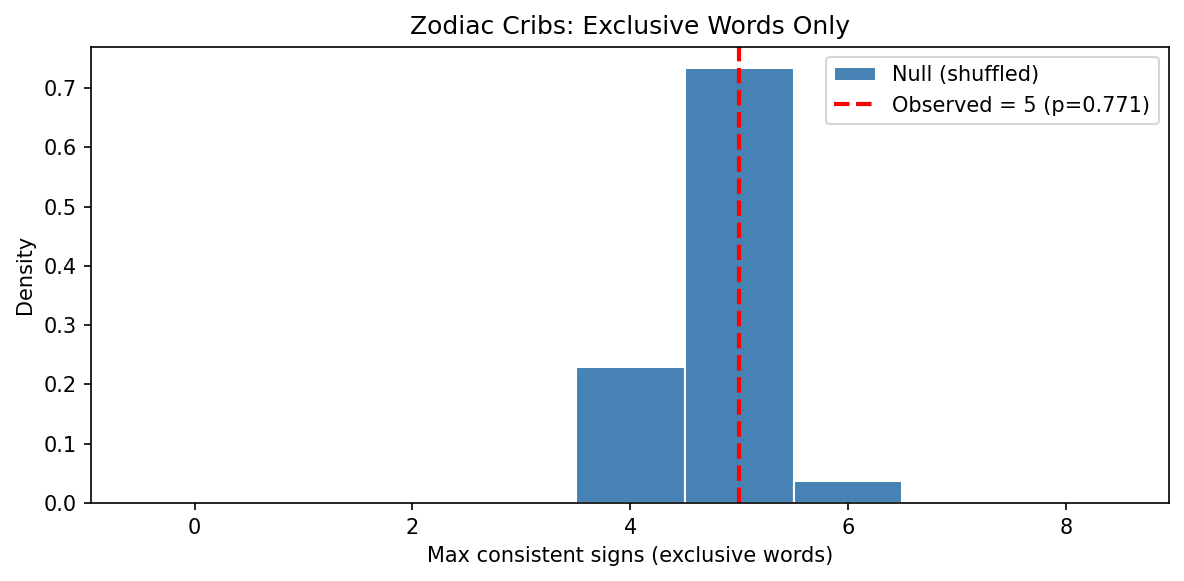 Zodiac Cribs: Exclusive Words Only
Null (shuffled)
Observed = 5 (p=0.771)
Density
0.7
0.6
0.5
0.4
0.3
0.2
0.1
0.0
0 2 4 6 8
Max consistent signs (exclusive words)